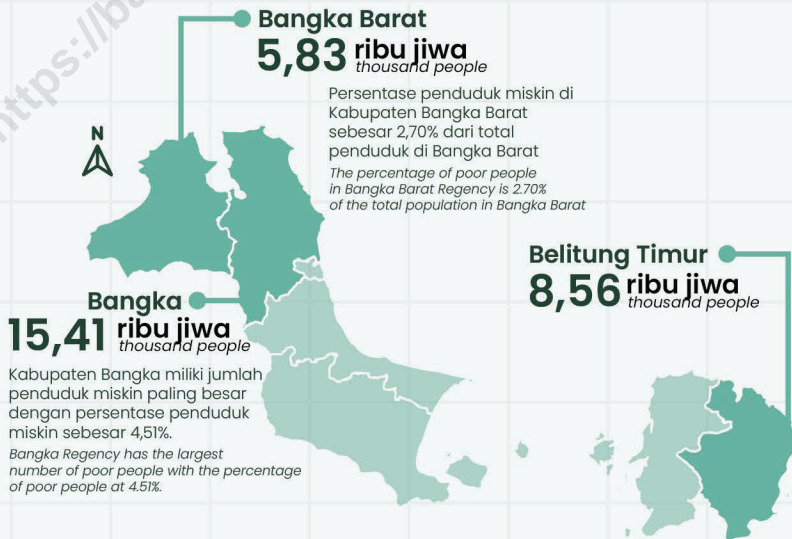 https://ba
Bangka Barat
5,83 ribu jiwa
thousand people
Persentase penduduk miskin di
Kabupaten Bangka Barat
sebesar 2,70% dari total
penduduk di Bangka Barat
The percentage of poor people
in Bangka Barat Regency is 2.70%
of the total population in Bangka Barat
N
Belitung Timur
8,56 ribu jiwa
thousand people
Bangka
15,41 ribu jiwa
thousand people
Kabupaten Bangka miliki jumlah
penduduk miskin paling besar
dengan persentase penduduk
miskin sebesar 4,51%.
Bangka Regency has the largest
number of poor people with the percentage
of poor people at 4.51%.